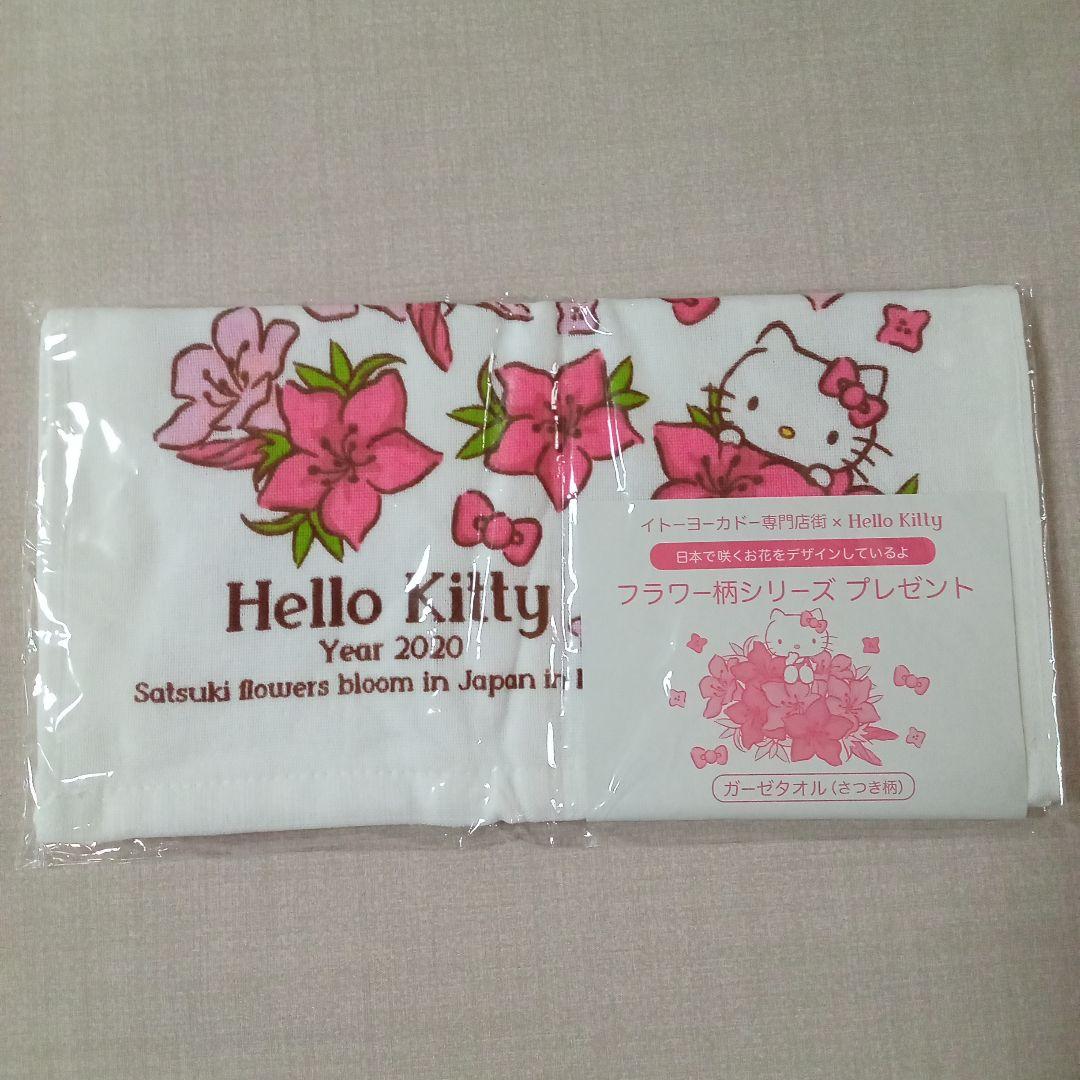 Hello Kitty
Year 2020
Satsuki flowers bloom in Japan in
イトーヨーカドー専門店街 × Hello Kitty
日本で咲くお花をデザインしているよ
フラワー柄シリーズ プレゼント
ガーゼタオル(さつき柄)